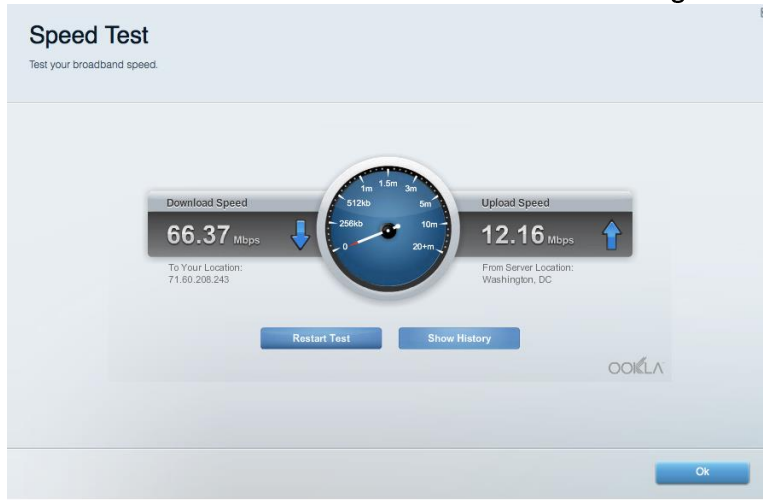 Speed Test
Test your broadband speed.
Download Speed
66.37 Mbps
To Your Location:
71.60.208.243
0
256kb
512kb
1m
1.5m
3m
5m
10m
20+m
Upload Speed
12.16 Mbps
From Server Location:
Washington, DC
Restart Test
Show History
OOKLA
Ok